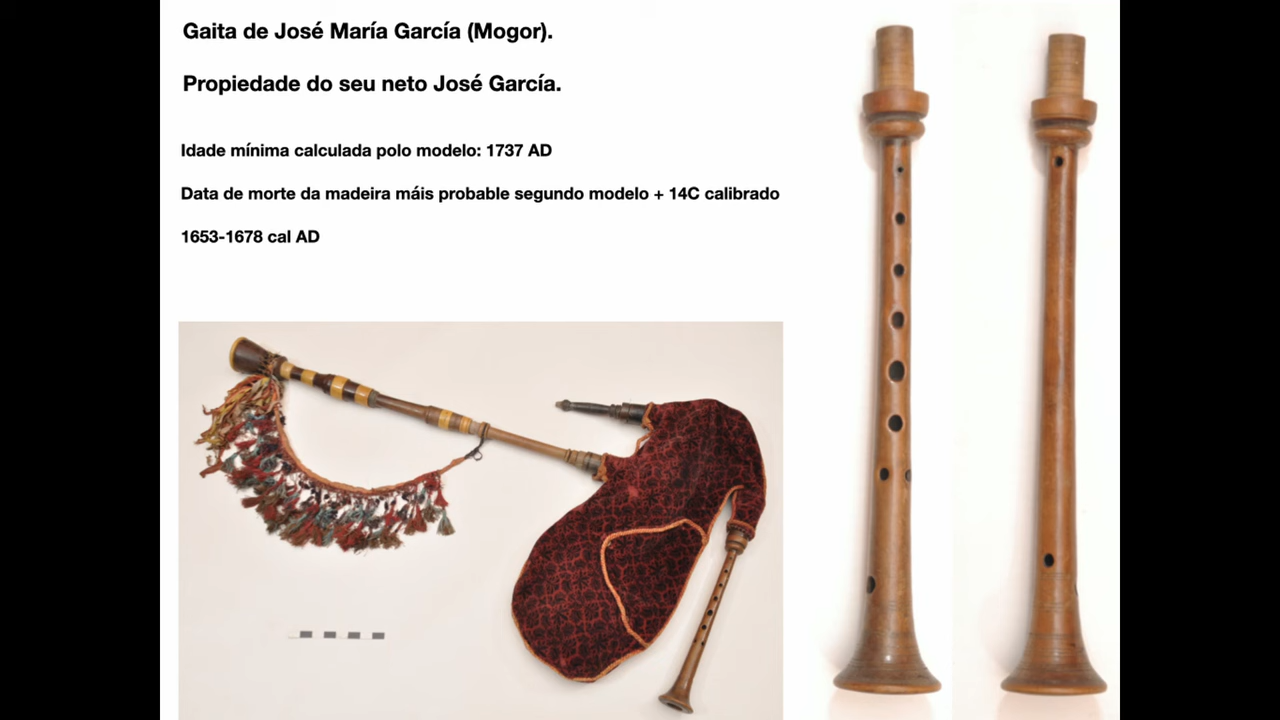 Gaita de José María García (Mogor).
Propiedade do seu neto José García.
Idade mínima calculada polo modelo: 1737 AD
Data de morte da madeira máis probable segundo modelo + 14C calibrado
1653-1678 cal AD